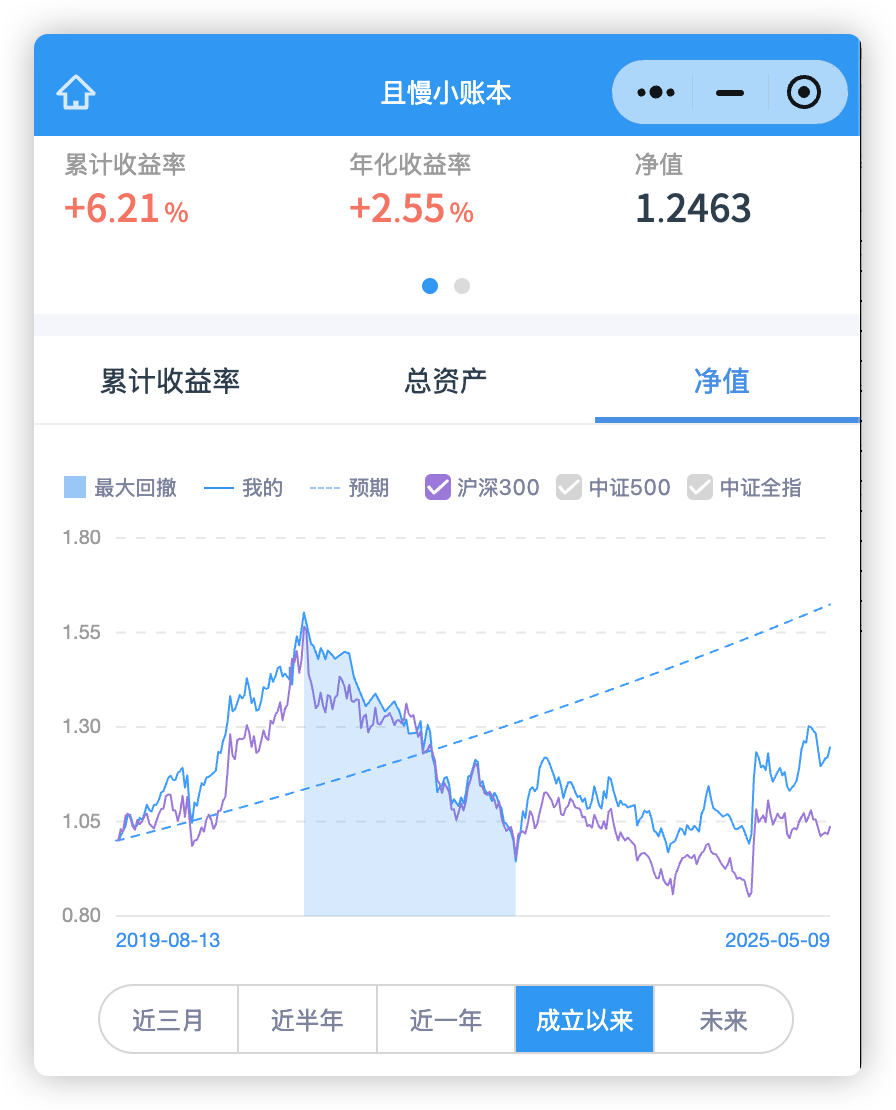 且慢小账本
累计收益率 年化收益率 净值
+6.21% +2.55% 1.2463
累计收益率 总资产 净值
最大回撤 我的 预期 沪深300 中证500 中证全指
1.80
1.55
1.30
1.05
0.80
2019-08-13 2025-05-09
近三月 近半年 近一年 成立以来 未来